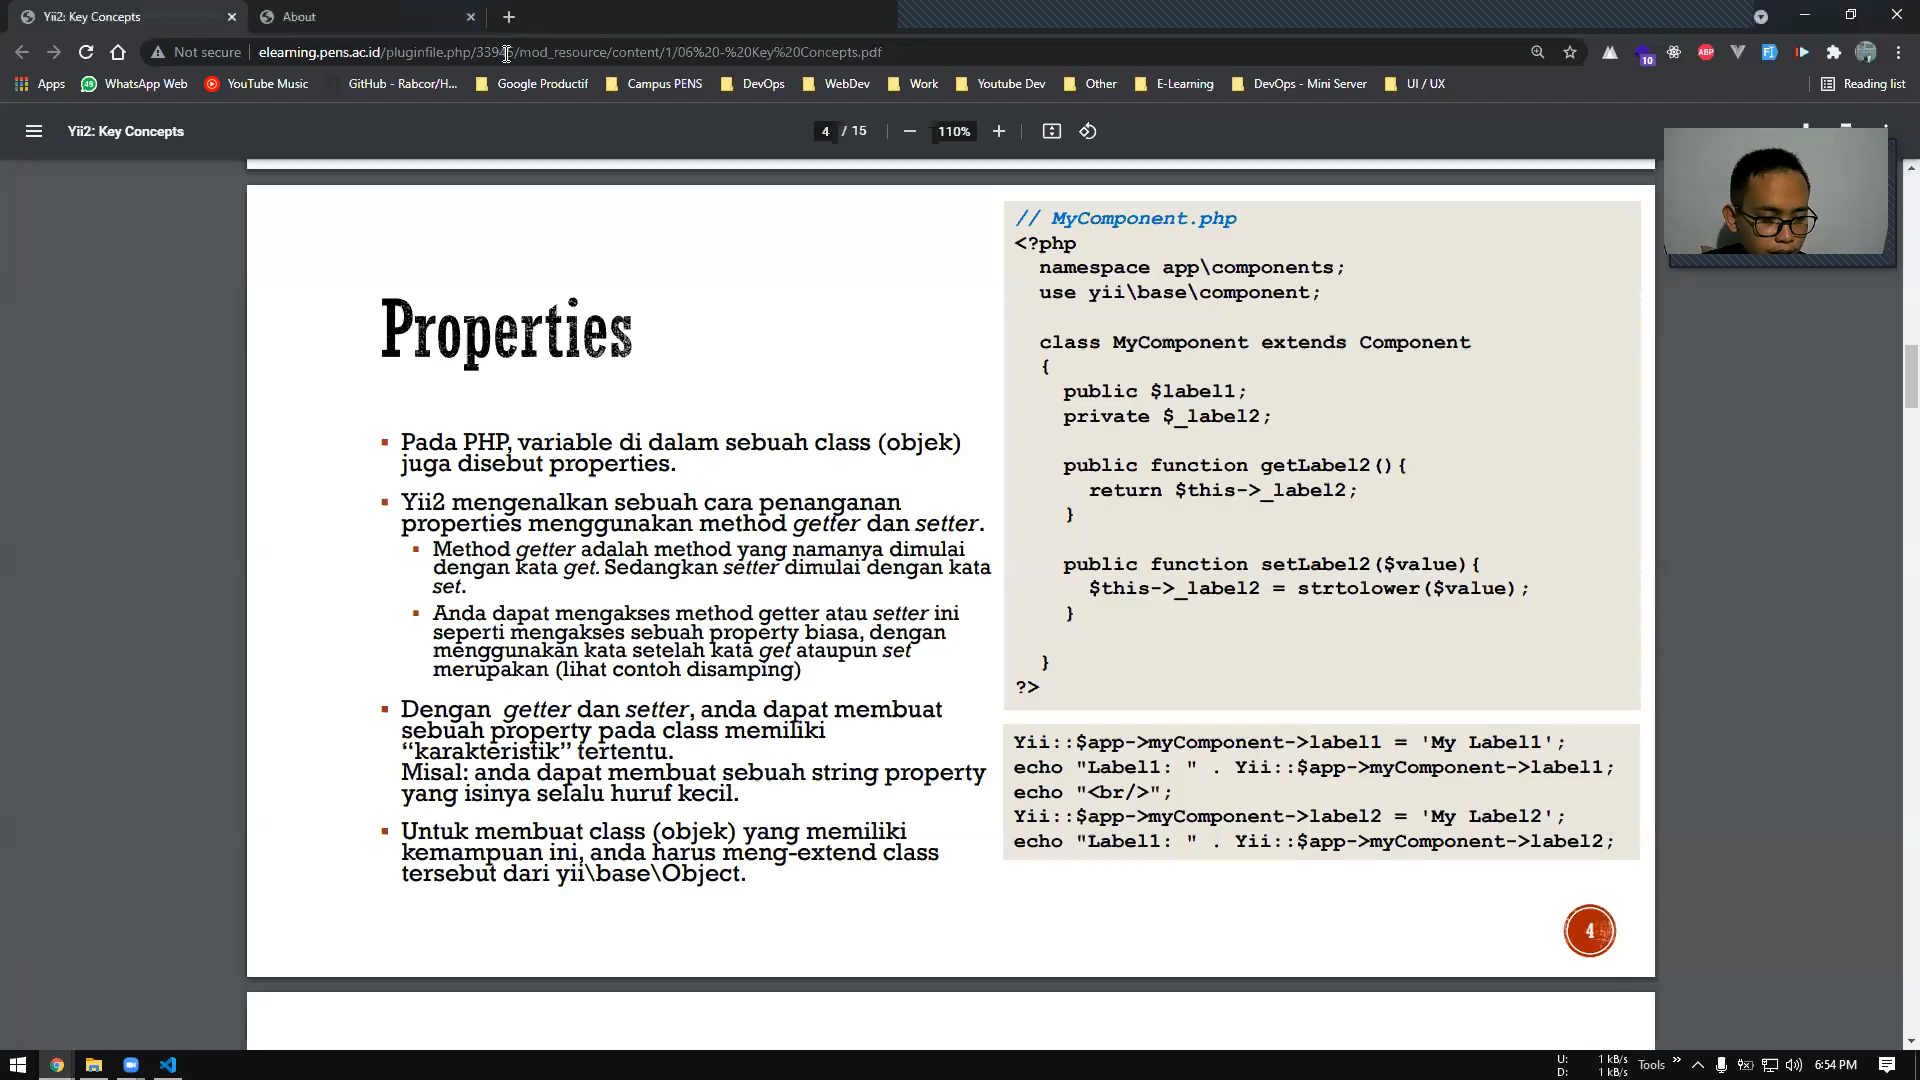 Yii2: Key Concepts
About
Not secure
elearning.pens.ac.id/pluginfile.php/33945/mod_resource/content/1/06%20-%20Key%20Concepts.pdf
10
ABP
Apps
49
WhatsApp Web
YouTube Music
GitHub - Rabcor/H...
Google Productif
Campus PENS
DevOps
WebDev
Work
Youtube Dev
Other
E-Learning
DevOps - Mini Server
UI / UX
Reading list
Yii2: Key Concepts
4 / 15
110%
Properties
Pada PHP, variable di dalam sebuah class (objek)
juga disebut properties.
Yii2 mengenalkan sebuah cara penanganan
properties menggunakan method getter dan setter.
Method getter adalah method yang namanya dimulai
dengan kata get. Sedangkan setter dimulai dengan kata
set.
Anda dapat mengakses method getter atau setter ini
seperti mengakses sebuah property biasa, dengan
menggunakan kata setelah kata get ataupun set
merupakan (lihat contoh disamping)
Dengan getter dan setter, anda dapat membuat
sebuah property pada class memiliki
“karakteristik” tertentu.
Misal: anda dapat membuat sebuah string property
yang isinya selalu huruf kecil.
Untuk membuat class (objek) yang memiliki
kemampuan ini, anda harus meng-extend class
tersebut dari yii\base\Object.
// MyComponent.php
<?php
namespace app\components;
use yii\base\component;
class MyComponent extends Component
{
public $label1;
private $_label2;
public function getLabel2(){
return $this->_label2;
}
public function setLabel2($value){
$this->_label2 = strtolower($value);
}
}
?>
Yii::$app->myComponent->label1 = 'My Label1';
echo "Label1: " . Yii::$app->myComponent->label1;
echo "<br/>";
Yii::$app->myComponent->label2 = 'My Label2';
echo "Label1: " . Yii::$app->myComponent->label2;
4
U: 1 kB/s
D: 1 kB/s
Tools
6:54 PM